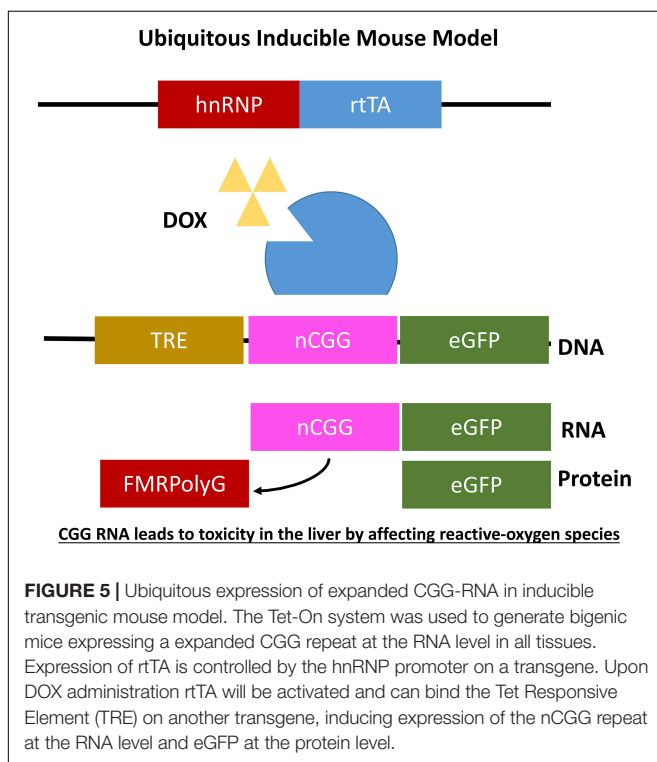 Ubiquitous Inducible Mouse Model
hnRNP rtTA
DOX
TRE nCGG eGFP DNA
nCGG eGFP RNA
FMRPolyG eGFP Protein
CGG RNA leads to toxicity in the liver by affecting reactive-oxygen species
FIGURE 5 | Ubiquitous expression of expanded CGG-RNA in inducible
transgenic mouse model. The Tet-On system was used to generate bigenic
mice expressing a expanded CGG repeat at the RNA level in all tissues.
Expression of rtTA is controlled by the hnRNP promoter on a transgene. Upon
DOX administration rtTA will be activated and can bind the Tet Responsive
Element (TRE) on another transgene, inducing expression of the nCGG repeat
at the RNA level and eGFP at the protein level.